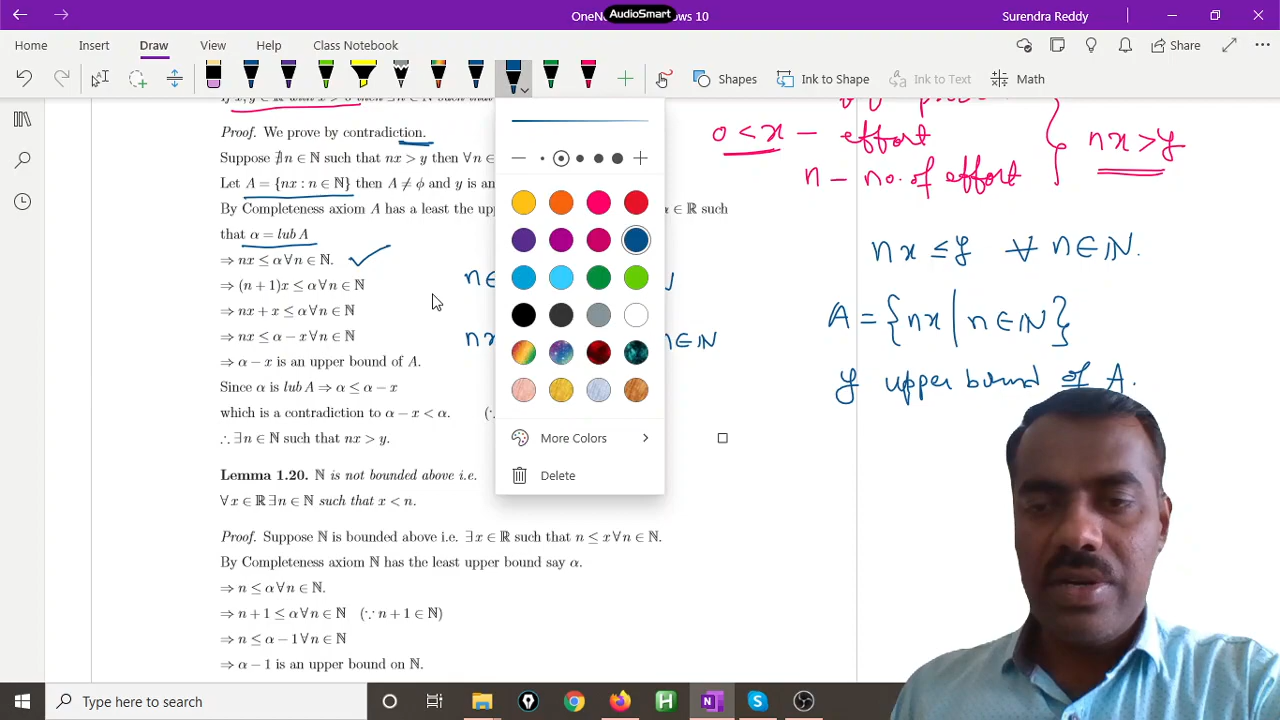 AudioSmart
OneNo
ws 10
Surendra Reddy
Home Insert Draw View Help Class Notebook
Share
Shapes
Ink to Shape
Ink to Text
Math
Proof. We prove by contradiction.
Suppose ∄ n ∈ ℕ such that nx > y then ∀ n
Let A = {nx : n ∈ ℕ} then A ≠ ϕ and y is an
By Completeness axiom A has a least the upp
∈ ℝ such
that α = lub A
⇒ nx ≤ α ∀ n ∈ ℕ.
⇒ (n + 1)x ≤ α ∀ n ∈ ℕ
⇒ nx + x ≤ α ∀ n ∈ ℕ
⇒ nx ≤ α − x ∀ n ∈ ℕ
⇒ α − x is an upper bound of A.
Since α is lub A ⇒ α ≤ α − x
which is a contradiction to α − x < α. (∵
∴ ∃ n ∈ ℕ such that nx > y.
□
Lemma 1.20. ℕ is not bounded above i.e.
∀ x ∈ ℝ ∃ n ∈ ℕ such that x < n.
Proof. Suppose ℕ is bounded above i.e. ∃ x ∈ ℝ such that n ≤ x ∀ n ∈ ℕ.
By Completeness axiom ℕ has the least upper bound say α.
⇒ n ≤ α ∀ n ∈ ℕ.
⇒ n + 1 ≤ α ∀ n ∈ ℕ (∵ n + 1 ∈ ℕ)
⇒ n ≤ α − 1 ∀ n ∈ ℕ
⇒ α − 1 is an upper bound on ℕ.
More Colors
Delete
0 < x – effort
n – no. of effort
nx > y
nx ≤ y ∀ n ∈ ℕ.
A = {nx | n ∈ ℕ}
y upper bound of A.
Type here to search